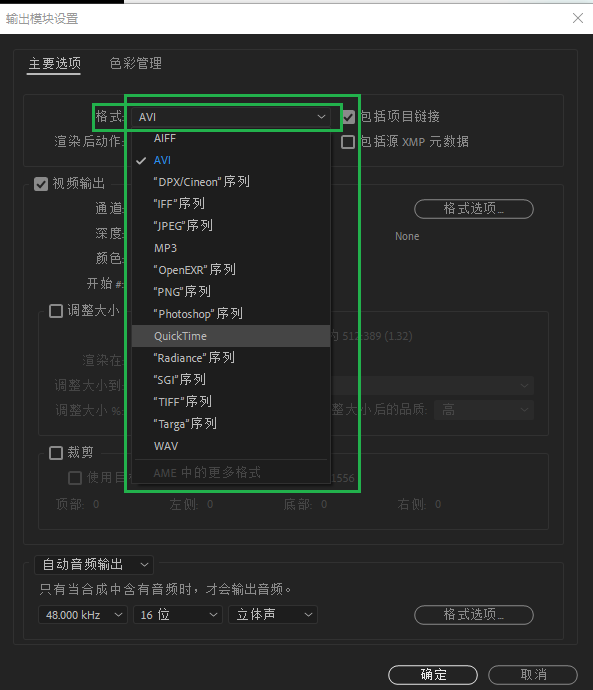 输出模块设置
主要选项 色彩管理
格式: AVI 包括项目链接
渲染后动作: 包括源 XMP 元数据
AIFF
AVI
"DPX/Cineon" 序列
"IFF" 序列
"JPEG" 序列
MP3
"OpenEXR" 序列
"PNG" 序列
"Photoshop" 序列
QuickTime
"Radiance" 序列
"SGI" 序列
"TIFF" 序列
"Targa" 序列
WAV
AME 中的更多格式
视频输出
通道: 格式选项...
深度: None
颜色:
开始 #:
调整大小 的 512:389 (1.32)
渲染在:
调整大小到:
调整大小 %: 整大小后的品质: 高
裁剪
使用目 1556
顶部: 0 左侧: 0 底部: 0 右侧: 0
自动音频输出
只有当合成中含有音频时，才会输出音频。
48.000 kHz 16 位 立体声 格式选项...
确定 取消